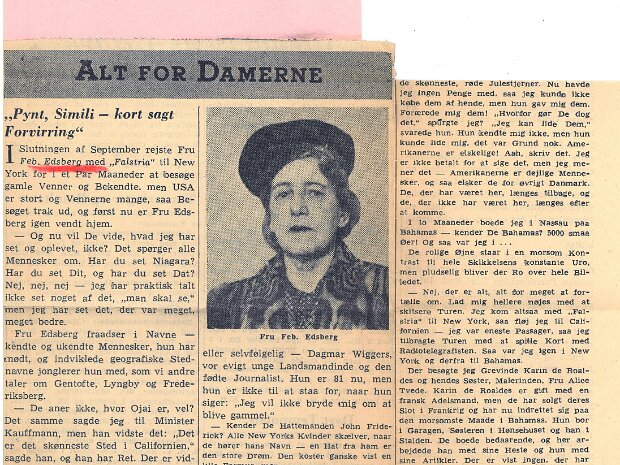 ALT FOR DAMERNE
„Pynt, Simili — kort sagt
Forvirring"
I Slutningen af September rejste Fru
Feb. Edsberg med „Falstria" til New
York for i et Par Maaneder at besøge
gamle Venner og Bekendte, men USA
er stort og Vennerne mange, saa Be-
søget trak ud, og først nu er Fru Eds-
berg igen vendt hjem.
— Og nu vil De vide, hvad jeg har
set og oplevet, ikke? Det spørger alle
Mennesker om. Har du set Niagara?
Har du set Dit, og har du set Dat?
Nej, nej, nej — jeg har praktisk talt
ikke set noget af det, „man skal se,"
men jeg har set det, der var meget,
meget bedre.
Fru Edsberg fraadser i Navne —
kendte og ukendte Mennesker, hun har
mødt, og indviklede geografiske Sted-
navne jonglerer hun med, som vi andre
taler om Gentofte, Lyngby og Frede-
riksberg.
— De aner ikke, hvor Ojai er, vel?
Det samme sagde jeg til Minister
Kaufmann, men han vidste det: „Det
er det skønneste Sted i Californien,"
sagde han, og han har Ret. Der er vid-
Fru Feb. Edsberg
eller selvfølgelig — Dagmar Wiggers,
vor evigt unge Landsmandinde og den
fødte Journalist. Hun er 81 nu, men
hun er ikke til at staa for, naar hun
siger: „Jeg vil ikke bryde mig om at
blive gammel."
— Kender De Hattemanden John Fride-
rick? Alle New Yorks Kvinder skælver, naar
de hører hans Navn — en Hat fra ham er
den store Drøm. Den koster ganske vist en
de skønneste, røde Julestjerner. Nu havde
jeg ingen Penge med, saa jeg kunde ikke
købe dem af hende, men hun gav mig dem.
Forærede mig dem! „Hvorfor gør De dog
det," spurgte jeg? „Jeg kan lide Dem,"
svarede hun. Hun kendte mig ikke, men hun
kunde lide mig, det var Grund nok. Ame-
rikanerne er elskelige! Aah, skriv det. Jeg
er ikke betalt for at sige det, men jeg me-
ner det — Amerikanerne er dejlige Menne-
sker, og saa elsker de for øvrigt Danmark.
De, der har været her, længes tilbage, og
de, der ikke har været her, længes efter
at komme.
I to Maaneder boede jeg i Nassau paa
Bahamas — kender De Bahamas? 5000 smaa
Øer! Og saa var jeg i . . .
De rolige Øjne staar i en morsom Kon-
trast til hele Skikkelsens konstante Uro,
men pludselig bliver der Ro over hele Bil-
ledet.
— Nej, der er alt, alt for meget at for-
tælle om. Lad mig hellere nøjes med at
skitsere Turen. Jeg kom altsaa med „Fal-
stria" til New York, saa fløj jeg til Cali-
fornien — jeg var eneste Passager, saa jeg
tilbragte Turen med at spille Kort med
Radiotelegrafisten. Saa var jeg igen i New
York og derfra til Bahamas.
Der besøgte jeg Grevinde Karin de Roal-
des og hendes Søster, Malerinden, Fru Alice
Tvede. Karin de Roaldes er gift med en
fransk Adelsmand, men de har solgt deres
Slot i Frankrig og har nu indrettet sig paa
den morsomste Maade i Bahamas. Hun bor
i Garagen, Søsteren i Hønsehuset og han i
Stalden. De boede bedaarende, og her ar-
bejdede han med sine Heste og hun med
sine Artikler. Der er vist ingen, der har